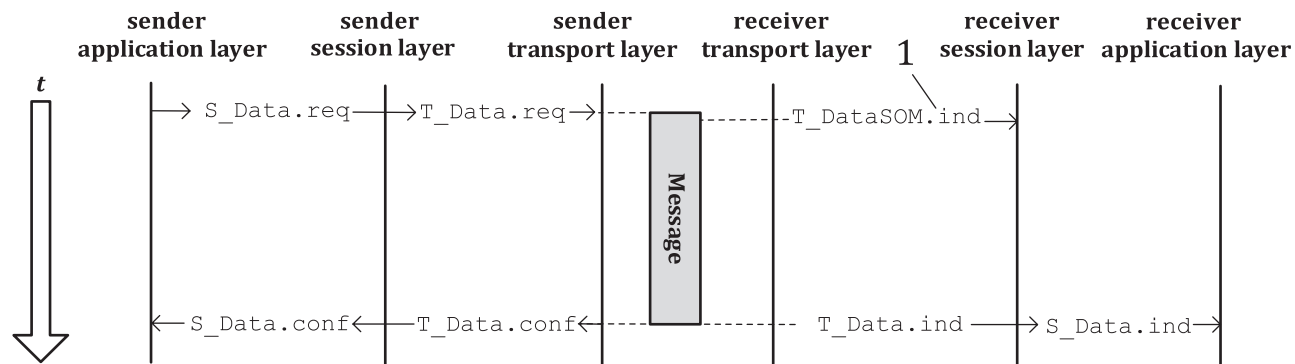 sender
application layer
sender
session layer
sender
transport layer
receiver
transport layer
receiver
session layer
receiver
application layer
1
t
S_Data.req
T_Data.req
T_DataSOM.ind
Message
S_Data.conf
T_Data.conf
T_Data.ind
S_Data.ind